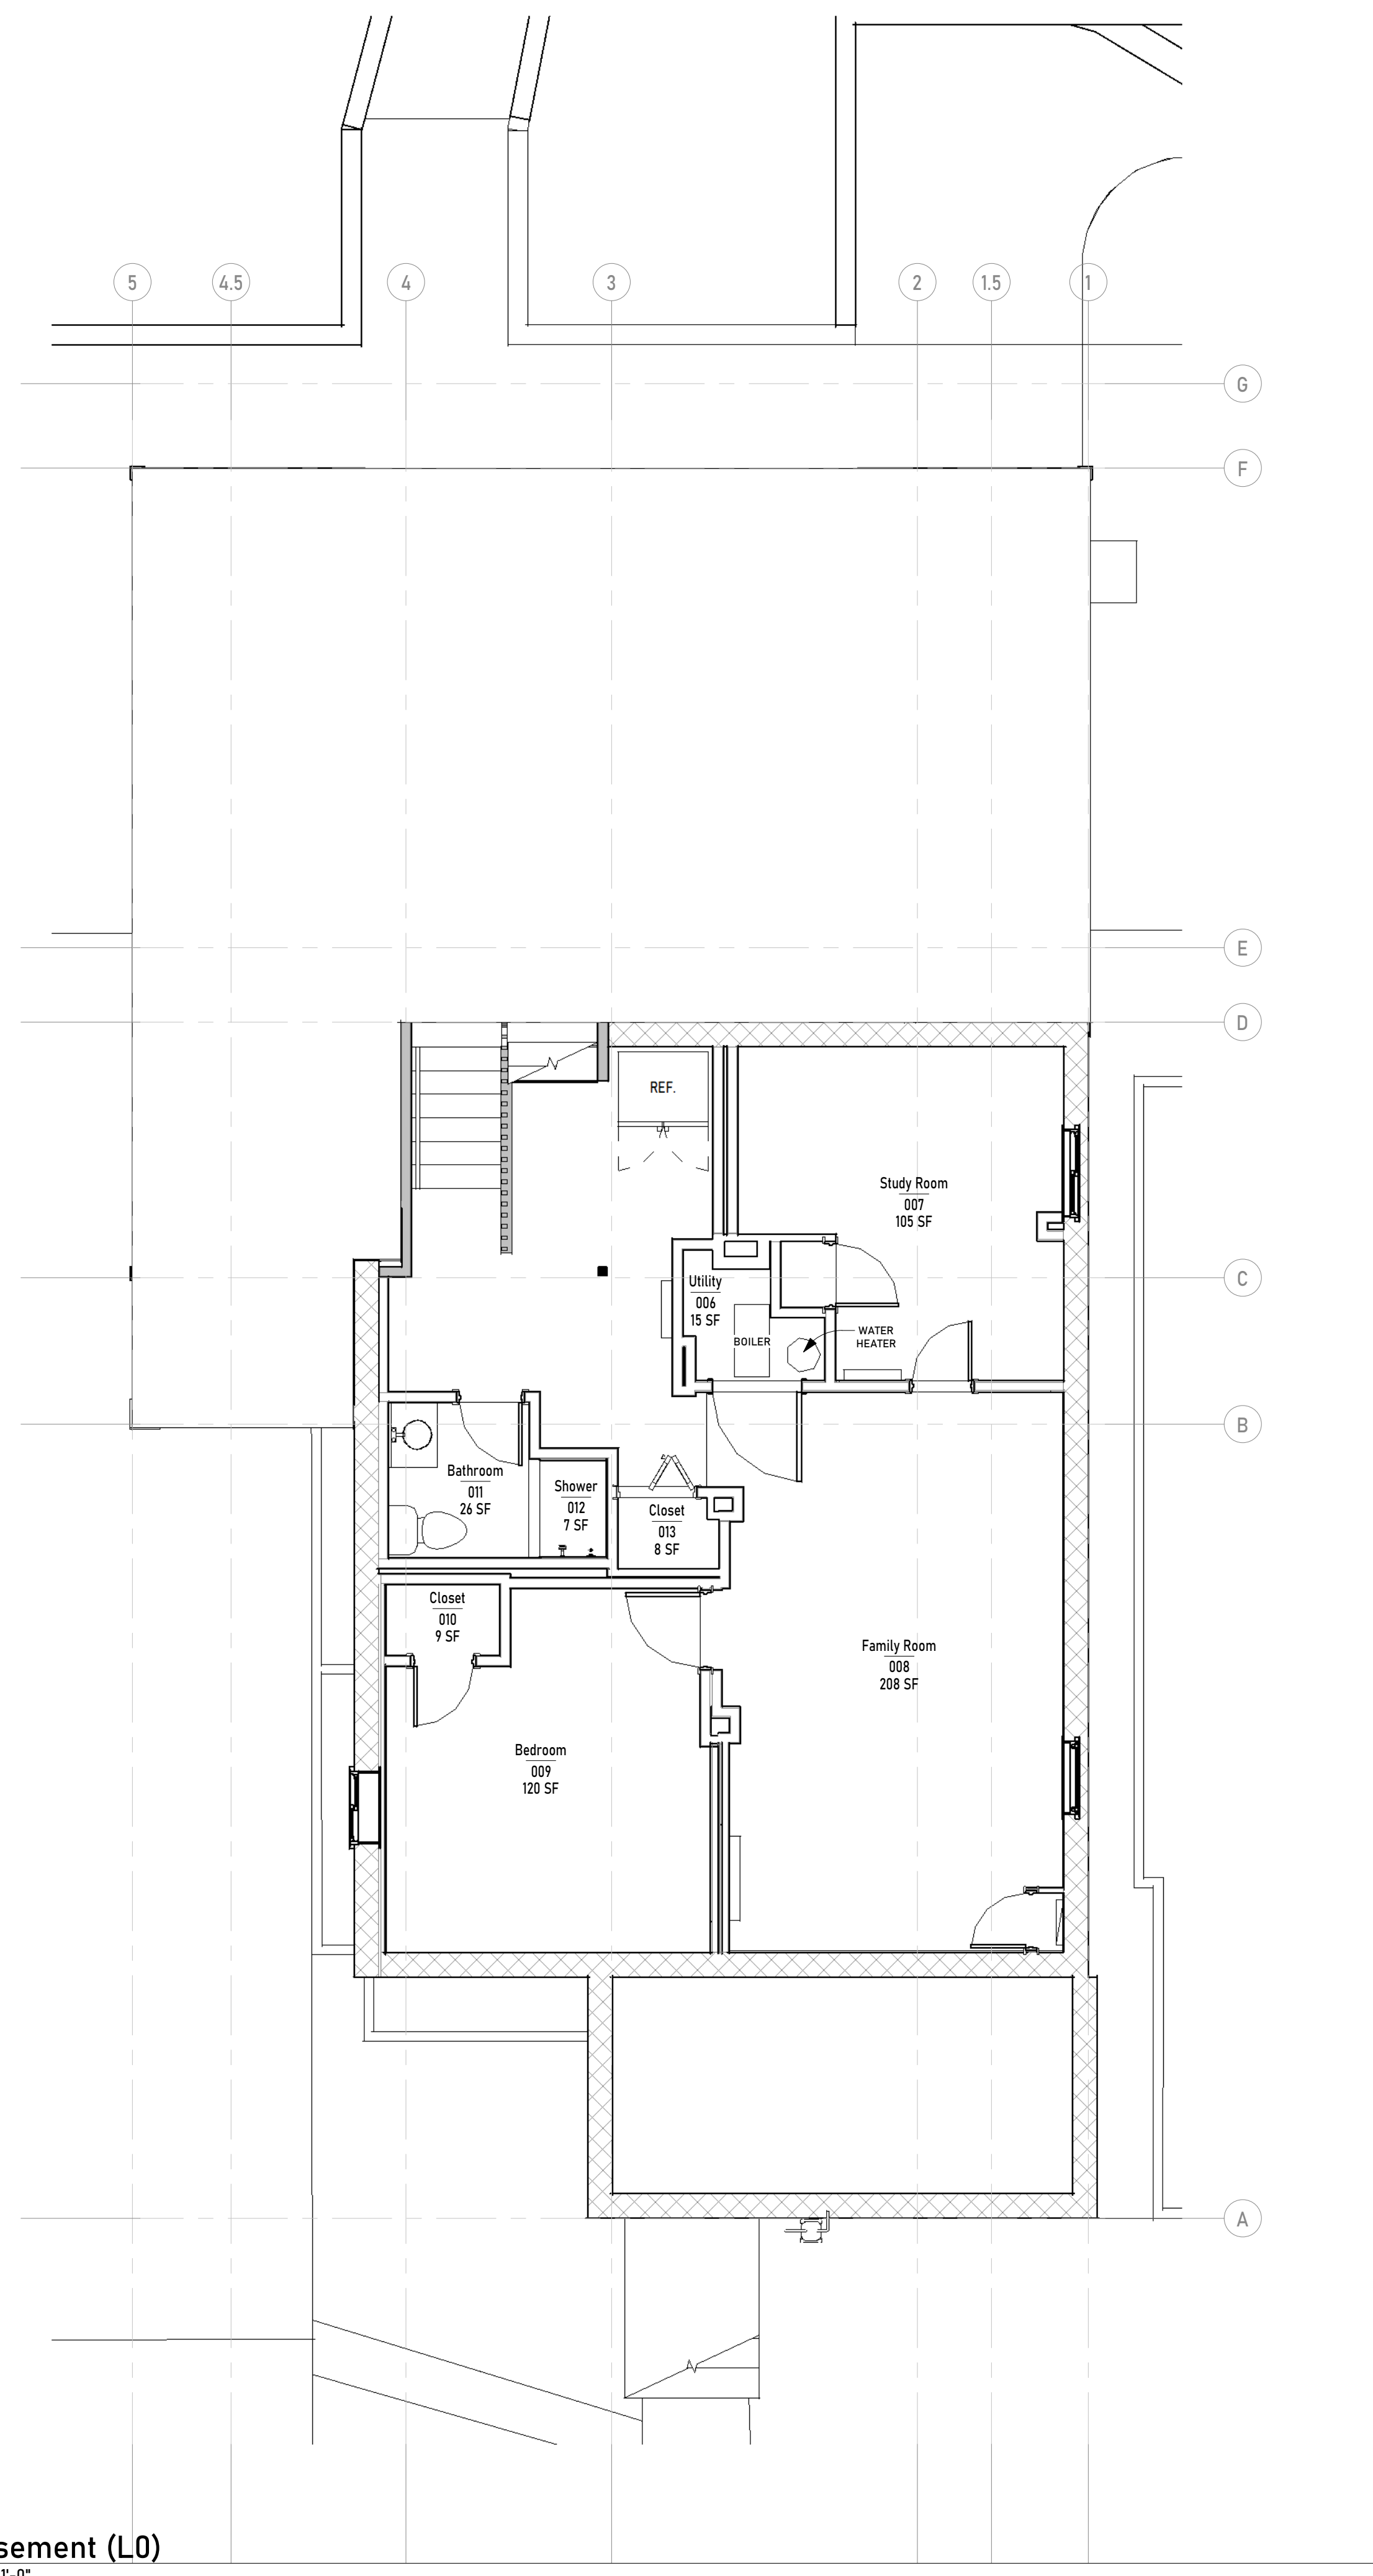 5
4.5
4
3
2
1.5
1
G
F
E
D
REF.
Study Room
007
105 SF
C
Utility
006
15 SF
BOILER
WATER
HEATER
B
Bathroom
011
26 SF
Shower
012
7 SF
Closet
013
8 SF
Closet
010
9 SF
Family Room
008
208 SF
Bedroom
009
120 SF
A
sement (L0)
1'-0"